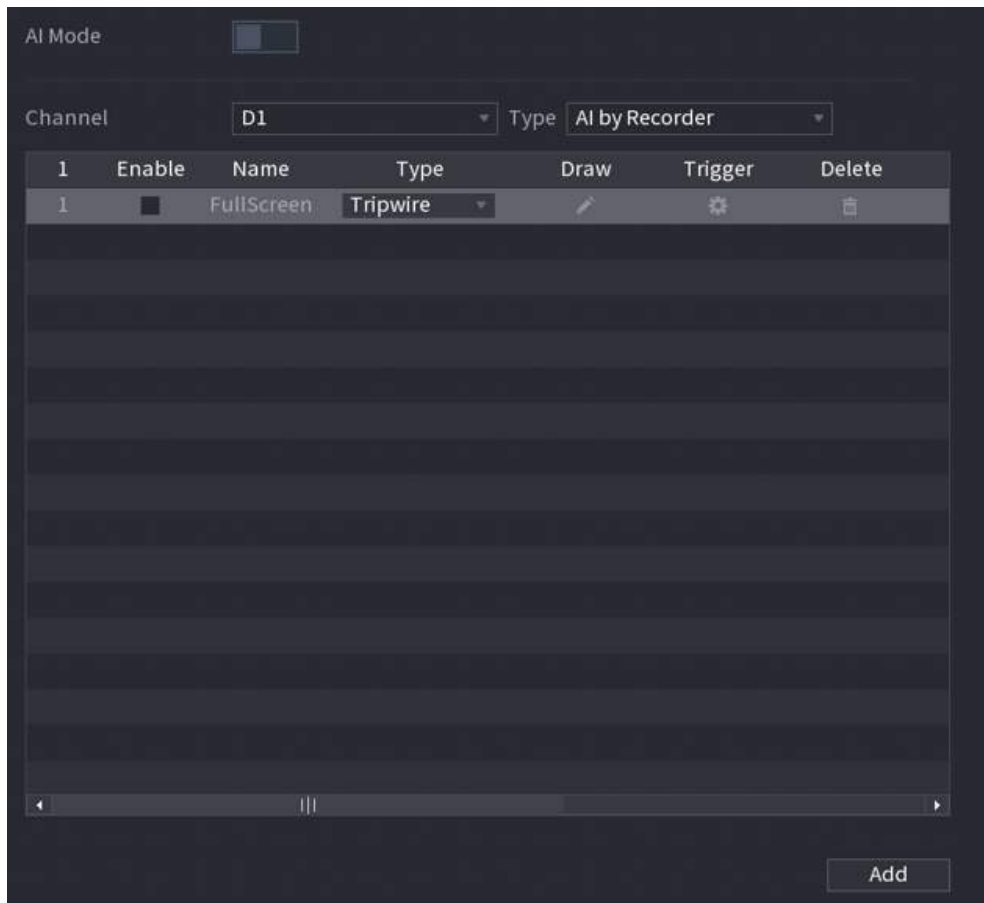 AI Mode
Channel D1 Type AI by Recorder
1 Enable Name Type Draw Trigger Delete
1 FullScreen Tripwire
Add